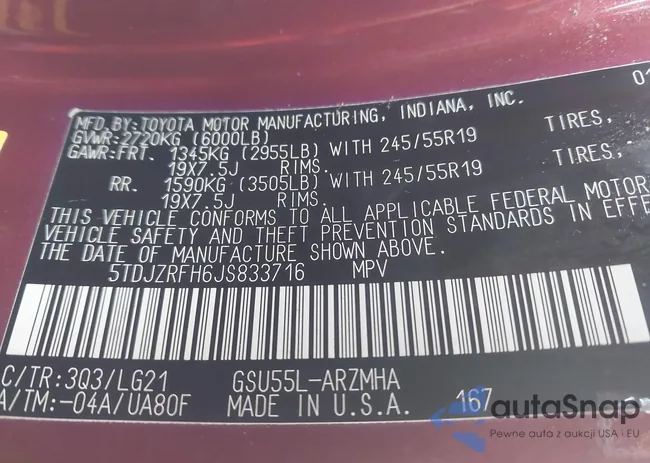 01
MFD.BY:TOYOTA MOTOR MANUFACTURING, INDIANA, INC.
GVWR:2720KG (6000LB)
GAWR:FRT. 1345KG (2955LB) WITH 245/55R19 TIRES,
19X7.5J RIMS.
RR. 1590KG (3505LB) WITH 245/55R19 TIRES,
19X7.5J RIMS.
THIS VEHICLE CONFORMS TO ALL APPLICABLE FEDERAL MOTOR
VEHICLE SAFETY AND THEFT PREVENTION STANDARDS IN EFFE
THE DATE OF MANUFACTURE SHOWN ABOVE.
5TDJZRFH6JS833716 MPV
C/TR:3Q3/LG21 GSU55L-ARZMHA
A/TM:-04A/UA80F MADE IN U.S.A. 167
autoSnap
Pewne auta z aukcji USA i EU